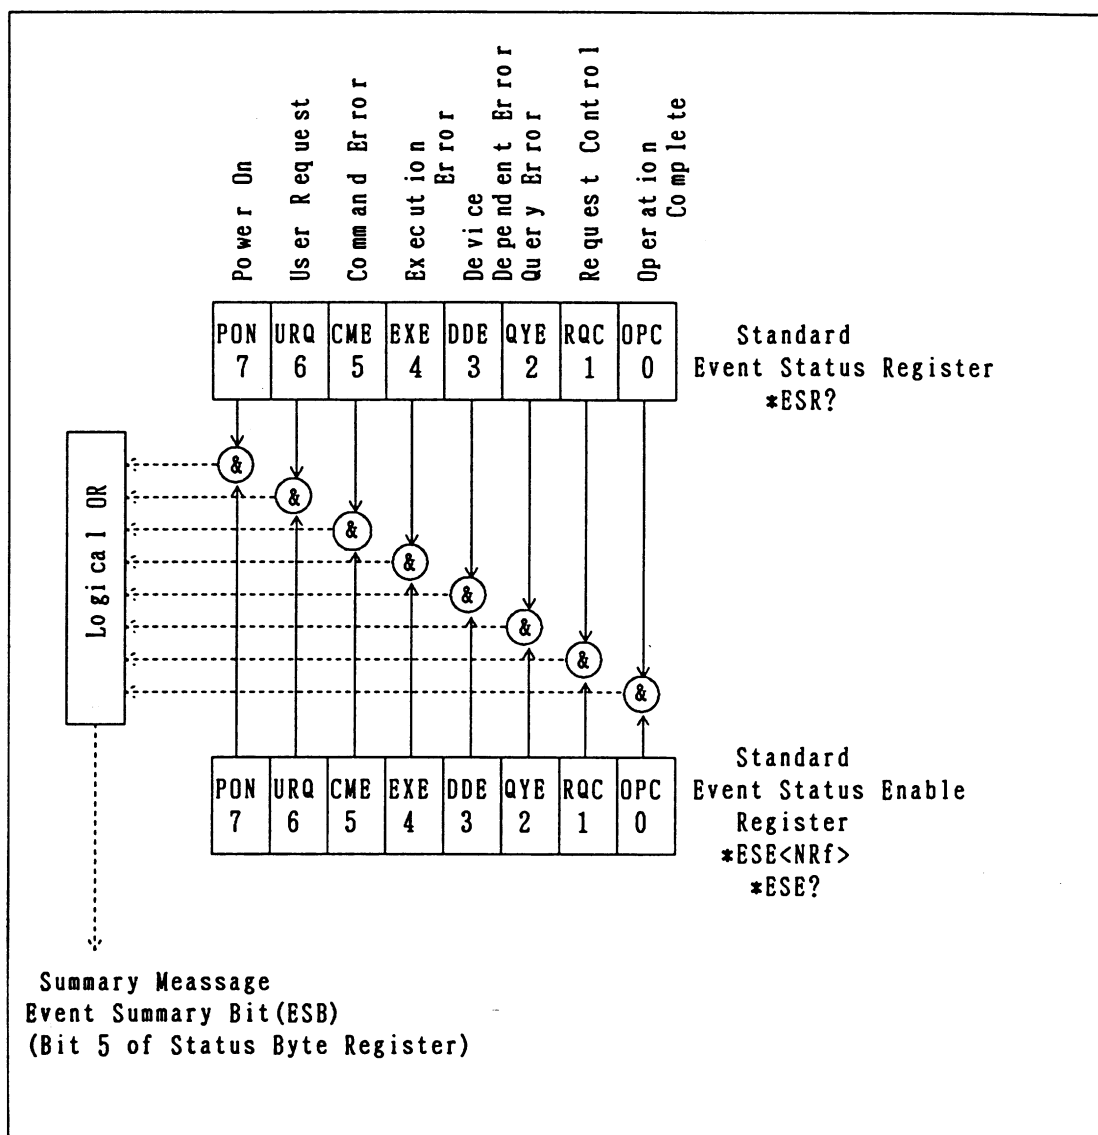 Power On
User Request
Command Error
Execution
Error
Device
Dependent Error
Query Error
Request Control
Operation
Complete
PON URQ CME EXE DDE QYE RQC OPC
7 6 5 4 3 2 1 0
Standard
Event Status Register
*ESR?
Logical OR
&
&
&
&
&
&
&
&
PON URQ CME EXE DDE QYE RQC OPC
7 6 5 4 3 2 1 0
Standard
Event Status Enable
Register
*ESE<NRf>
*ESE?
Summary Meassage
Event Summary Bit(ESB)
(Bit 5 of Status Byte Register)